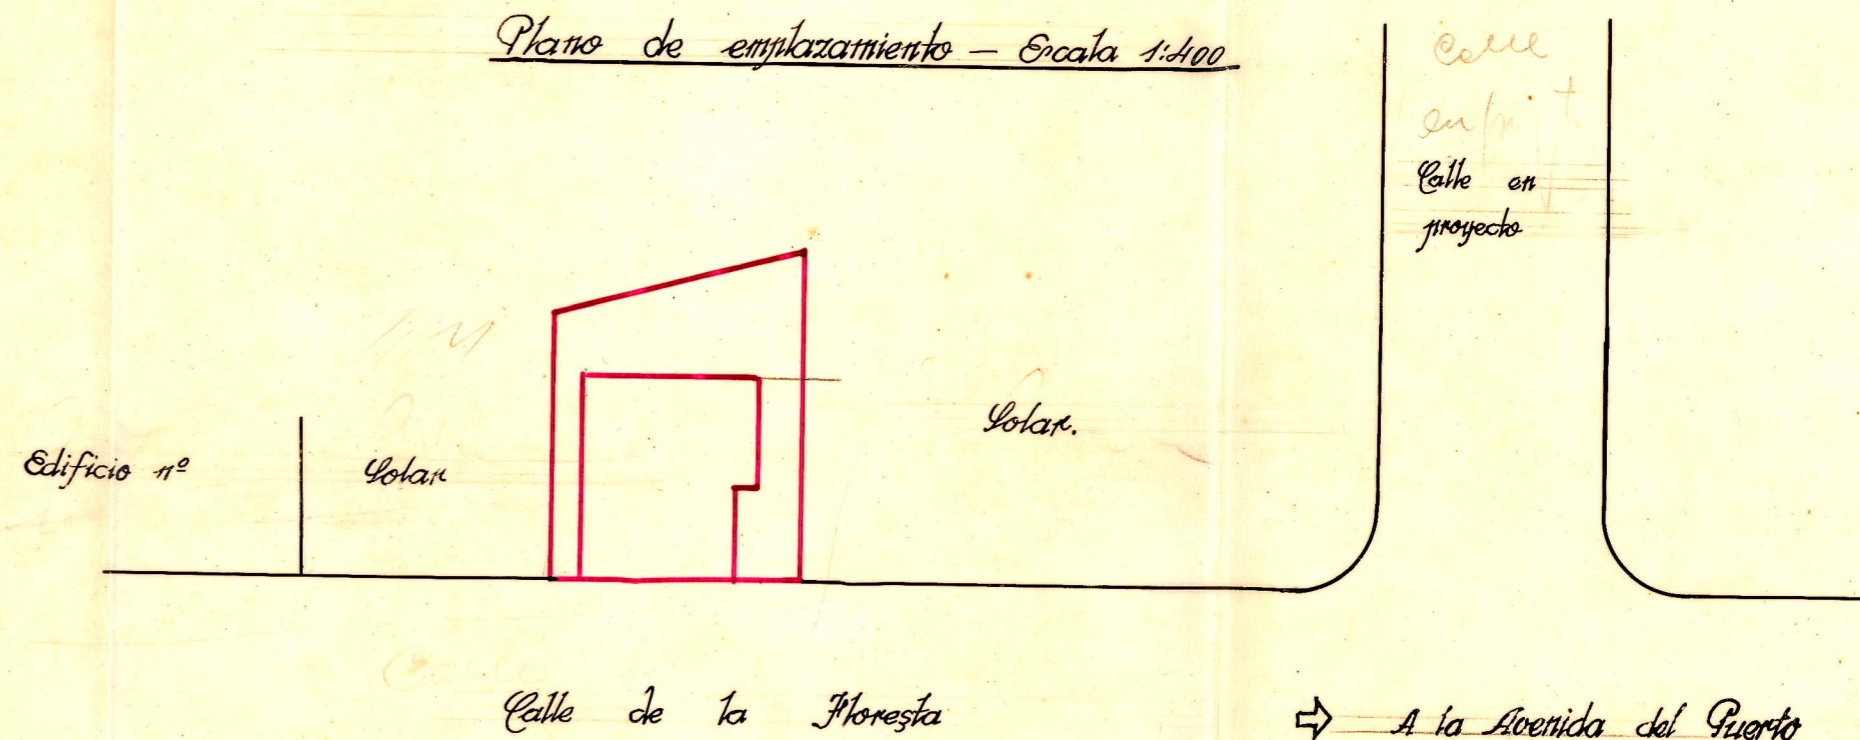 Plano de emplazamiento — Escala 1:400
Calle en
proyecto
Solar.
Edificio nº
Solar
Calle de la Floresta
⇨ A la Avenida del Puerto